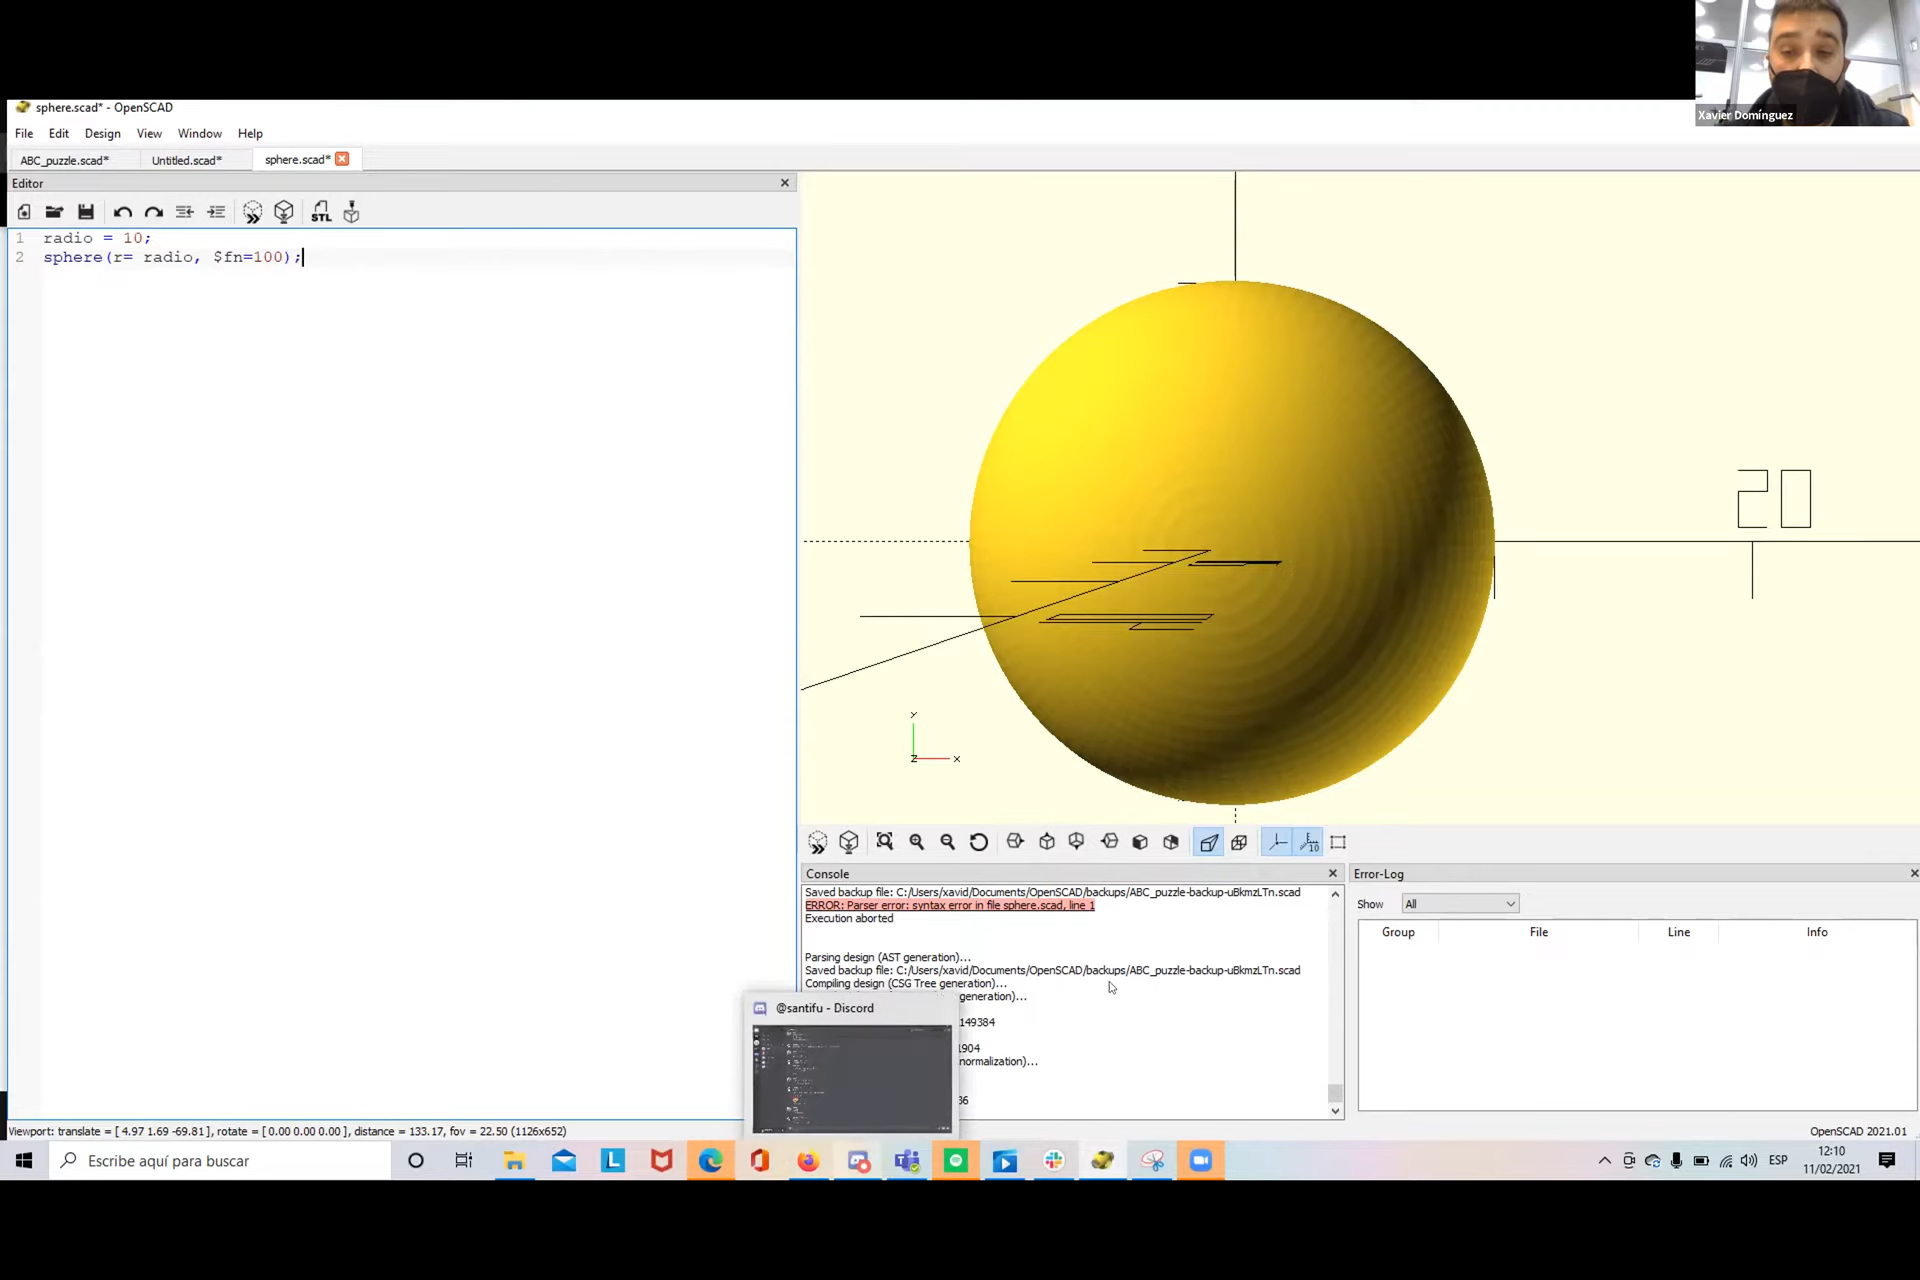 Xavier Domínguez
sphere.scad* - OpenSCAD
File Edit Design View Window Help
ABC_puzzle.scad* Untitled.scad* sphere.scad*
Editor
STL
1 radio = 10;
2 sphere(r= radio, $fn=100);
20
Y
Z X
10
Console
Saved backup file: C:/Users/xavid/Documents/OpenSCAD/backups/ABC_puzzle-backup-uBkmzLTn.scad
ERROR: Parser error: syntax error in file sphere.scad, line 1
Execution aborted
Parsing design (AST generation)...
Saved backup file: C:/Users/xavid/Documents/OpenSCAD/backups/ABC_puzzle-backup-uBkmzLTn.scad
Compiling design (CSG Tree generation)...
generation)...
149384
1904
normalization)...
36
Error-Log
Show All
Group File Line Info
@santifu - Discord
Viewport: translate = [ 4.97 1.69 -69.81 ], rotate = [ 0.00 0.00 0.00 ], distance = 133.17, fov = 22.50 (1126x652)
OpenSCAD 2021.01
Escribe aquí para buscar
L
ESP
12:10
11/02/2021